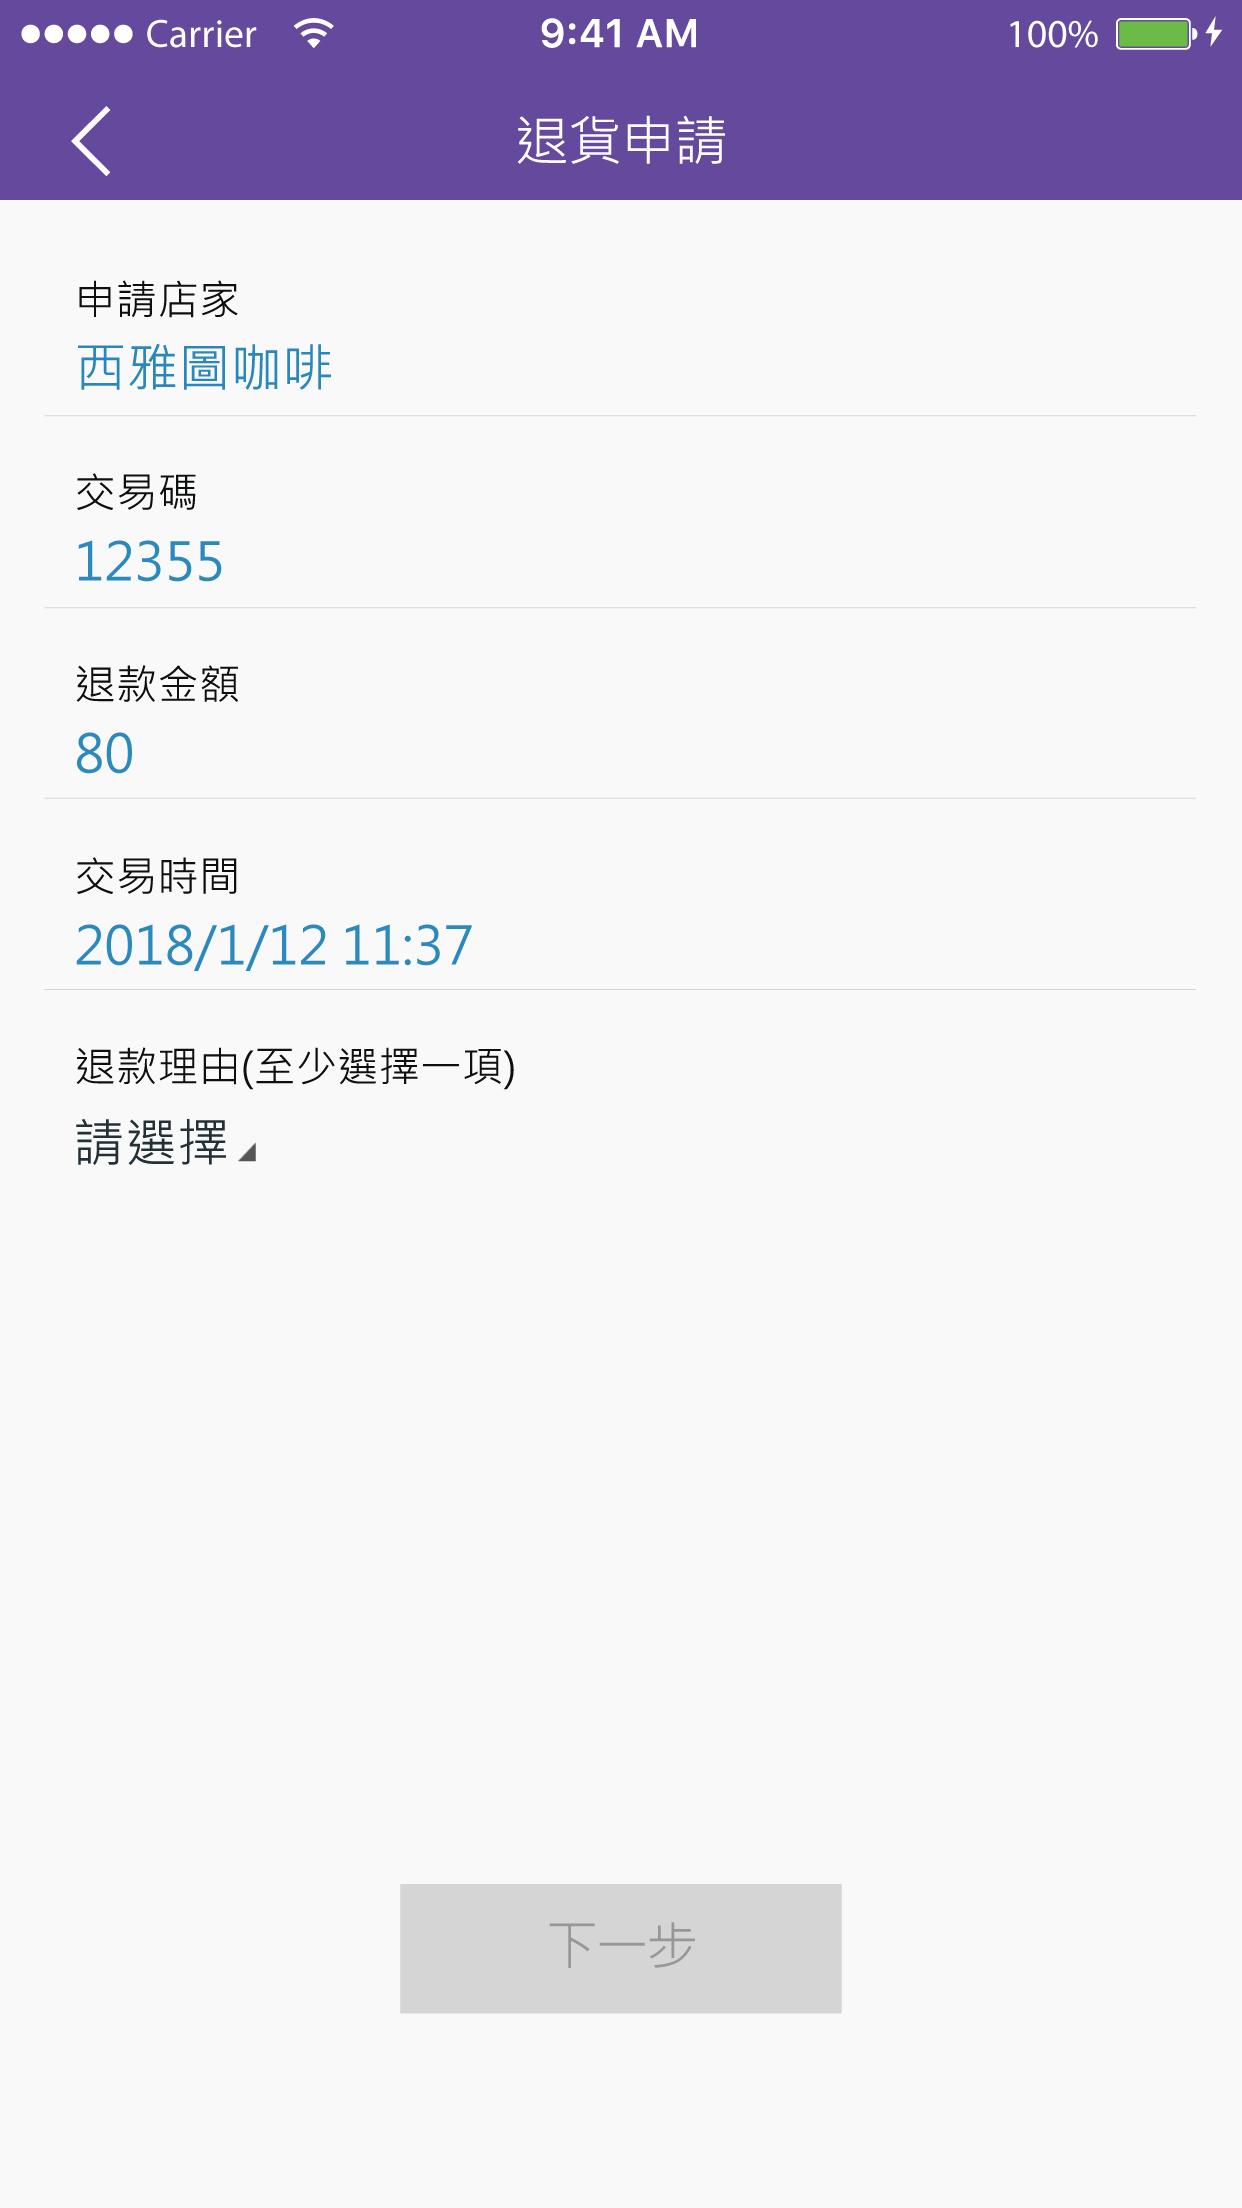 Carrier 9:41 AM 100%
退貨申請
申請店家
西雅圖咖啡
交易碼
12355
退款金額
80
交易時間
2018/1/12 11:37
退款理由(至少選擇一項)
請選擇
下一步